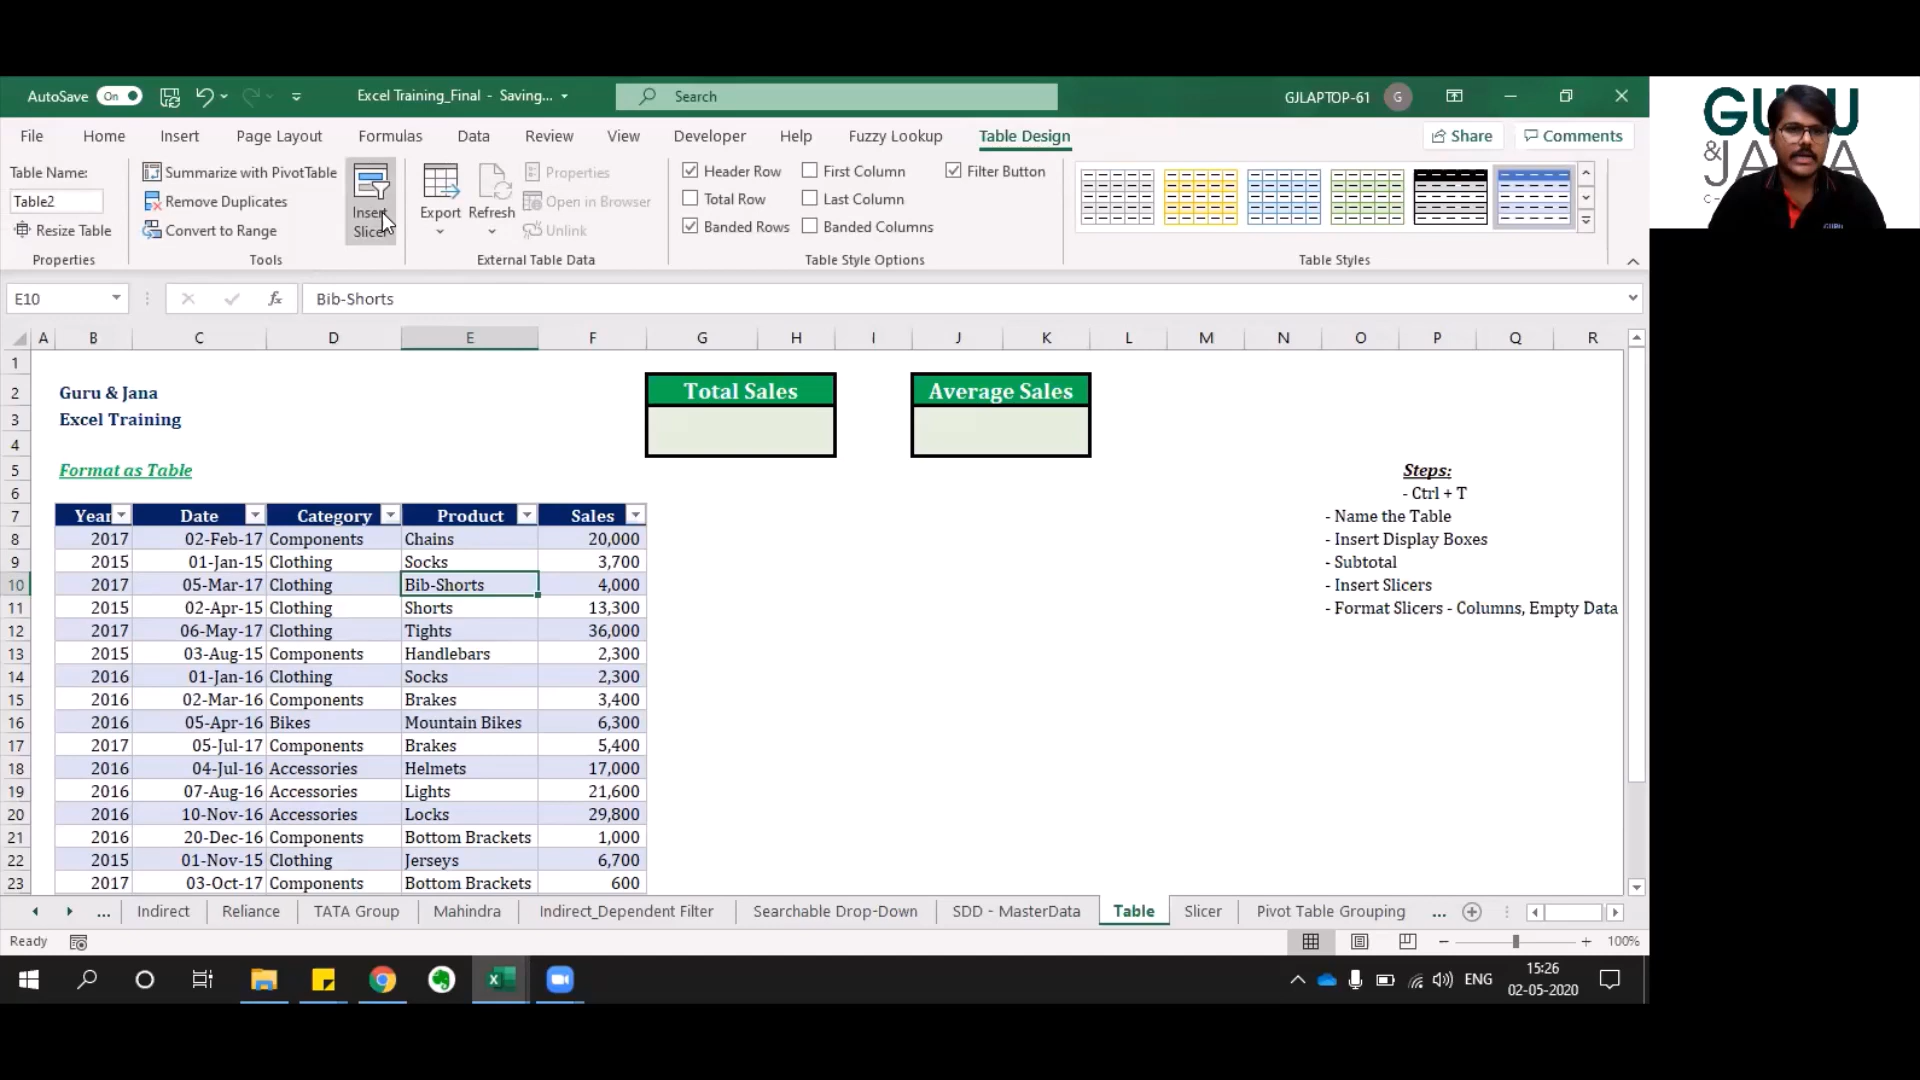 AutoSave On
Excel Training_Final - Saving...
Search
GJLAPTOP-61 G
File Home Insert Page Layout Formulas Data Review View Developer Help Fuzzy Lookup Table Design
Share Comments
Table Name:
Table2
Resize Table
Properties
Summarize with PivotTable
Remove Duplicates
Convert to Range
Tools
Insert
Slicer
Export
Refresh
Properties
Open in Browser
Unlink
External Table Data
Header Row First Column Filter Button
Total Row Last Column
Banded Rows Banded Columns
Table Style Options
Table Styles
GURU
&JANA
E10 fx Bib-Shorts
A B C D E F G H I J K L M N O P Q R
1
2 Guru & Jana Total Sales Average Sales
3 Excel Training
4
5 Format as Table Steps:
6 - Ctrl + T
7 Year Date Category Product Sales - Name the Table
8 2017 02-Feb-17 Components Chains 20,000 - Insert Display Boxes
9 2015 01-Jan-15 Clothing Socks 3,700 - Subtotal
10 2017 05-Mar-17 Clothing Bib-Shorts 4,000 - Insert Slicers
11 2015 02-Apr-15 Clothing Shorts 13,300 - Format Slicers - Columns, Empty Data
12 2017 06-May-17 Clothing Tights 36,000
13 2015 03-Aug-15 Components Handlebars 2,300
14 2016 01-Jan-16 Clothing Socks 2,300
15 2016 02-Mar-16 Components Brakes 3,400
16 2016 05-Apr-16 Bikes Mountain Bikes 6,300
17 2017 05-Jul-17 Components Brakes 5,400
18 2016 04-Jul-16 Accessories Helmets 17,000
19 2016 07-Aug-16 Accessories Lights 21,600
20 2016 10-Nov-16 Accessories Locks 29,800
21 2016 20-Dec-16 Components Bottom Brackets 1,000
22 2015 01-Nov-15 Clothing Jerseys 6,700
23 2017 03-Oct-17 Components Bottom Brackets 600
... Indirect Reliance TATA Group Mahindra Indirect_Dependent Filter Searchable Drop-Down SDD - MasterData Table Slicer Pivot Table Grouping ...
Ready 100%
ENG
15:26
02-05-2020